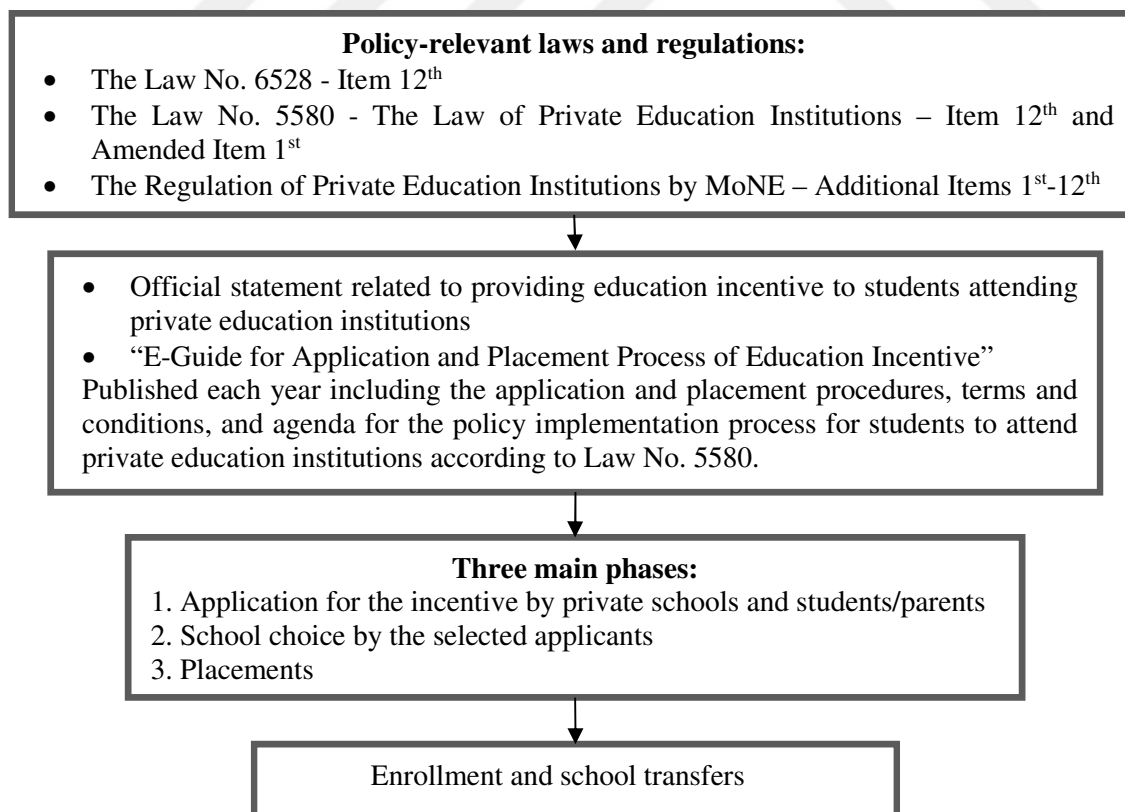 Policy-relevant laws and regulations:
• The Law No. 6528 - Item 12th
• The Law No. 5580 - The Law of Private Education Institutions – Item 12th and
Amended Item 1st
• The Regulation of Private Education Institutions by MoNE – Additional Items 1st-12th
• Official statement related to providing education incentive to students attending
private education institutions
• “E-Guide for Application and Placement Process of Education Incentive”
Published each year including the application and placement procedures, terms and
conditions, and agenda for the policy implementation process for students to attend
private education institutions according to Law No. 5580.
Three main phases:
1. Application for the incentive by private schools and students/parents
2. School choice by the selected applicants
3. Placements
Enrollment and school transfers